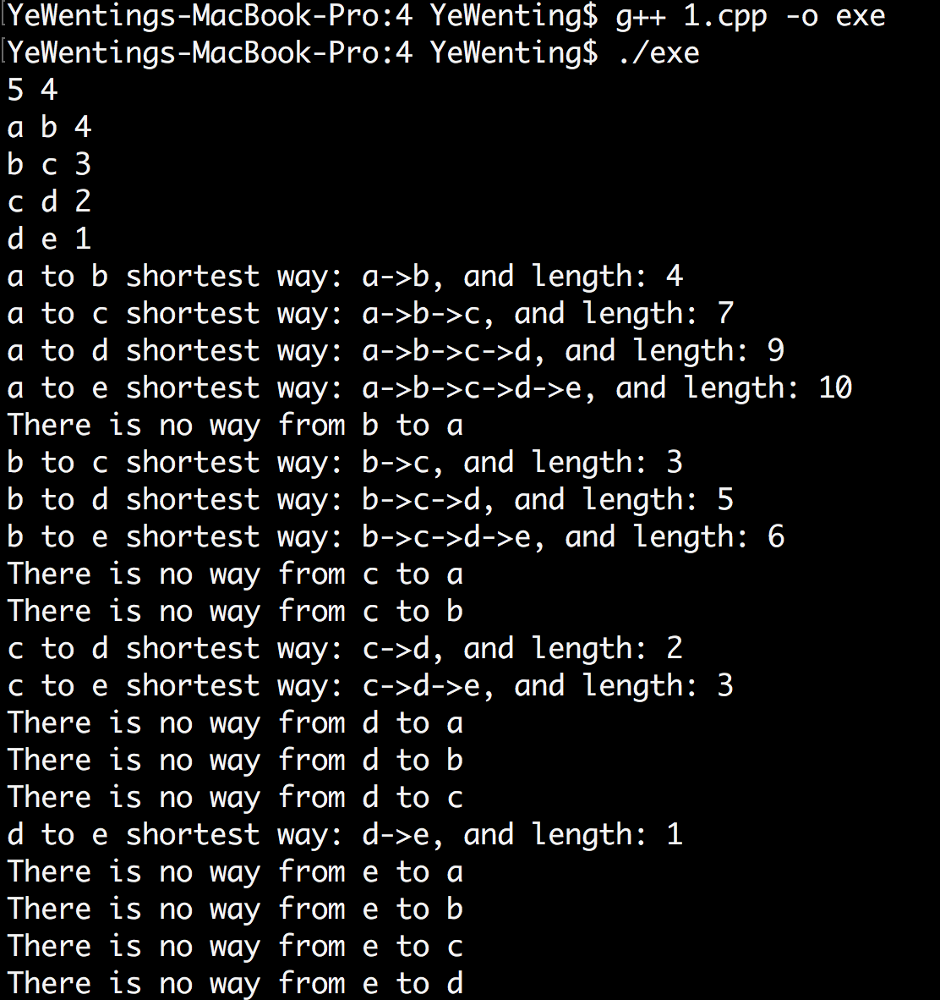 YeWentings-MacBook-Pro:4 YeWenting$ g++ 1.cpp -o exe
YeWentings-MacBook-Pro:4 YeWenting$ ./exe
5 4
a b 4
b c 3
c d 2
d e 1
a to b shortest way: a->b, and length: 4
a to c shortest way: a->b->c, and length: 7
a to d shortest way: a->b->c->d, and length: 9
a to e shortest way: a->b->c->d->e, and length: 10
There is no way from b to a
b to c shortest way: b->c, and length: 3
b to d shortest way: b->c->d, and length: 5
b to e shortest way: b->c->d->e, and length: 6
There is no way from c to a
There is no way from c to b
c to d shortest way: c->d, and length: 2
c to e shortest way: c->d->e, and length: 3
There is no way from d to a
There is no way from d to b
There is no way from d to c
d to e shortest way: d->e, and length: 1
There is no way from e to a
There is no way from e to b
There is no way from e to c
There is no way from e to d